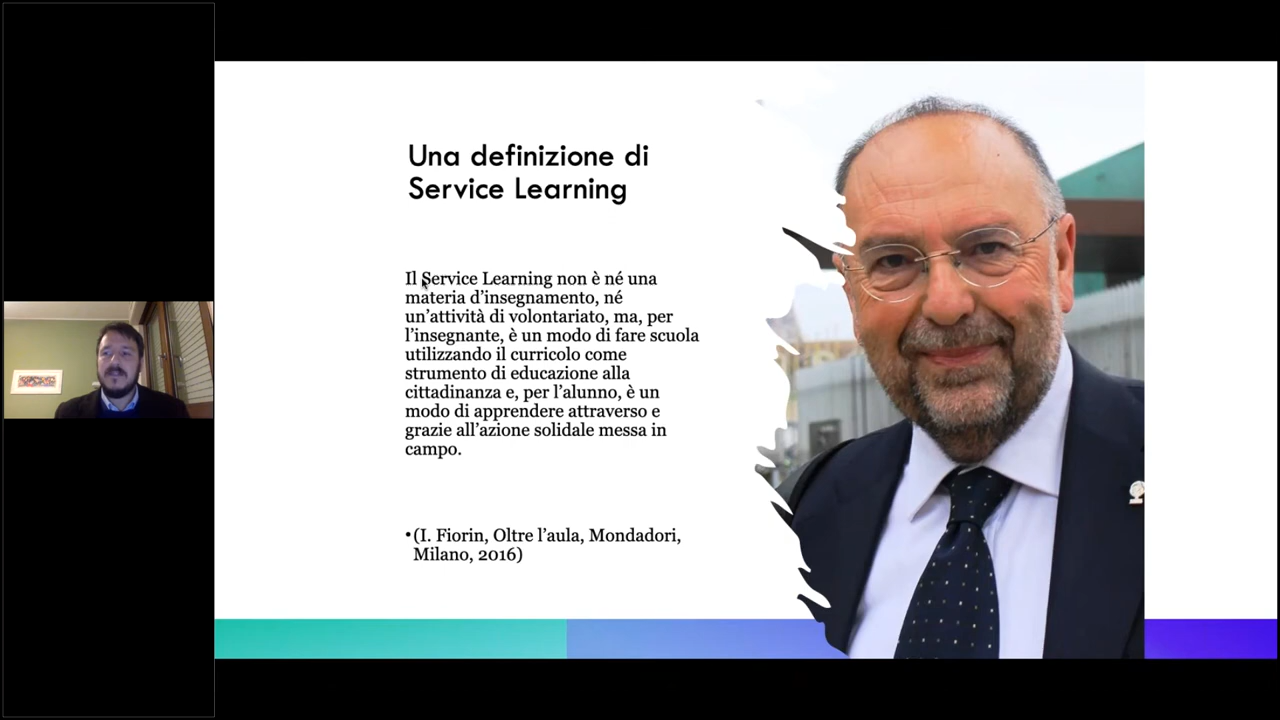 Una definizione di
Service Learning
Il Service Learning non è né una
materia d'insegnamento, né
un'attività di volontariato, ma, per
l'insegnante, è un modo di fare scuola
utilizzando il curricolo come
strumento di educazione alla
cittadinanza e, per l'alunno, è un
modo di apprendere attraverso e
grazie all'azione solidale messa in
campo.
•(I. Fiorin, Oltre l'aula, Mondadori,
Milano, 2016)